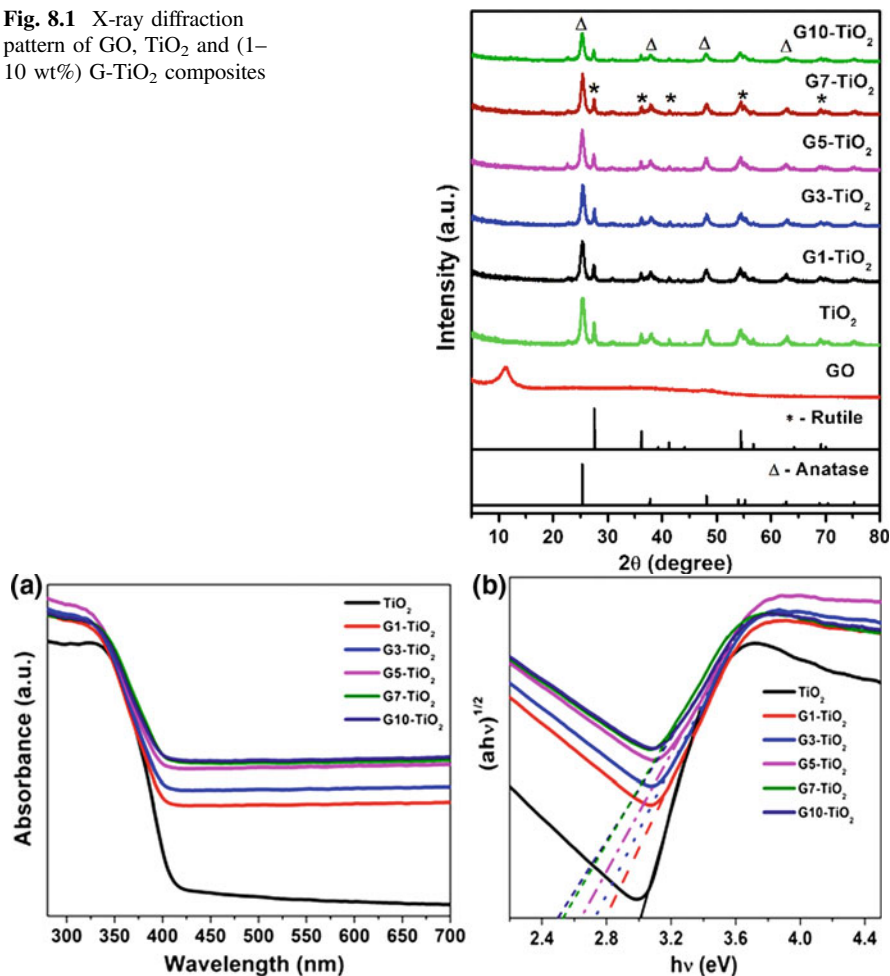 Fig. 8.1 X-ray diffraction
pattern of GO, TiO₂ and (1–
10 wt%) G-TiO₂ composites
Δ Δ Δ Δ
G10-TiO₂
G7-TiO₂
* * * * *
G5-TiO₂
G3-TiO₂
G1-TiO₂
TiO₂
GO
* - Rutile
Δ - Anatase
Intensity (a.u.)
10 20 30 40 50 60 70 80
2θ (degree)
(a)
TiO₂
G1-TiO₂
G3-TiO₂
G5-TiO₂
G7-TiO₂
G10-TiO₂
Absorbance (a.u.)
300 350 400 450 500 550 600 650 700
Wavelength (nm)
(b)
TiO₂
G1-TiO₂
G3-TiO₂
G5-TiO₂
G7-TiO₂
G10-TiO₂
(ahν)¹/²
2.4 2.8 3.2 3.6 4.0 4.4
hν (eV)